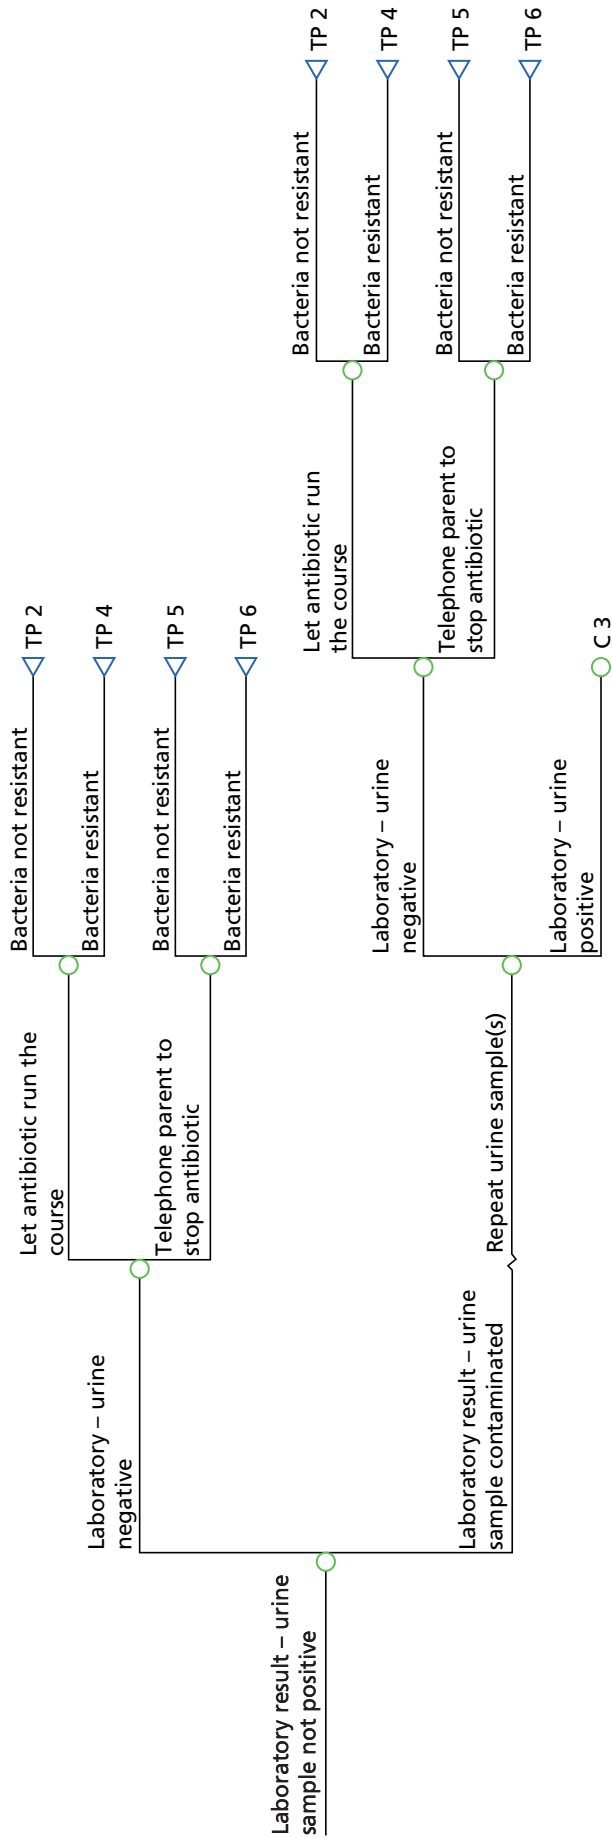 Laboratory result – urine
sample not positive
Laboratory – urine
negative
Let antibiotic run the
course
Bacteria not resistant
TP 2
Bacteria resistant
TP 4
Telephone parent to
stop antibiotic
Bacteria not resistant
TP 5
Bacteria resistant
TP 6
Laboratory result – urine
sample contaminated
Repeat urine sample(s)
Laboratory – urine
negative
Let antibiotic run
the course
Bacteria not resistant
TP 2
Bacteria resistant
TP 4
Telephone parent to
stop antibiotic
Bacteria not resistant
TP 5
Bacteria resistant
TP 6
Laboratory – urine
positive
C 3